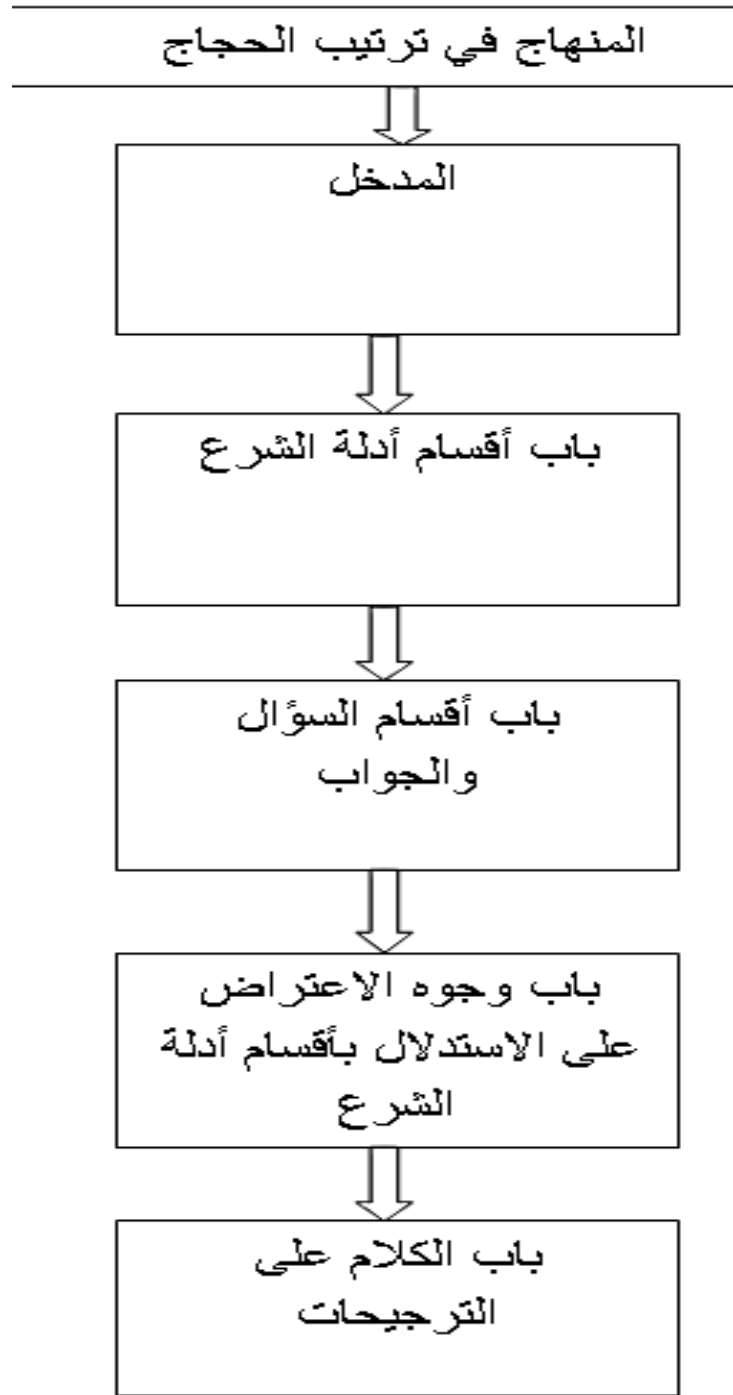 المنهاج في ترتيب الحجاج
المدخل
باب أقسام أدلة الشرع
باب أقسام السؤال
والجواب
باب وجوه الاعتراض
على الاستدلال بأقسام أدلة
الشرع
باب الكلام على
الترجيحات